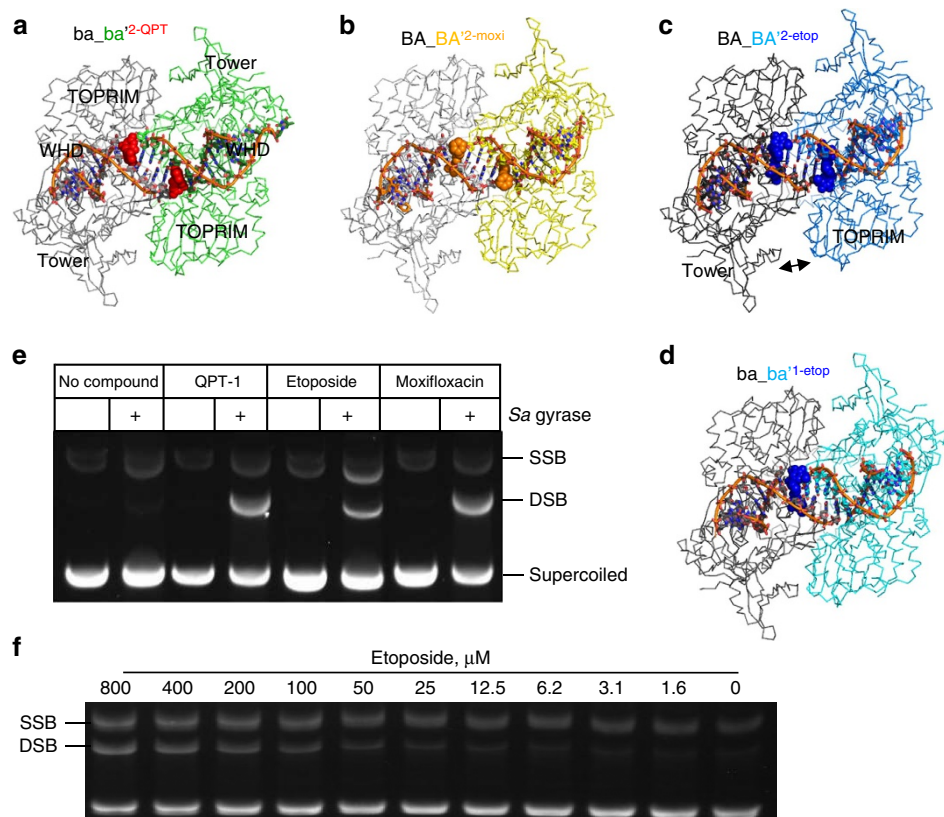 a
ba_ba'2-QPT
Tower
TOPRIM
WHD
WHD
TOPRIM
Tower
b
BA_BA'2-moxi
c
BA_BA'2-etop
TOPRIM
Tower
e
No compound QPT-1 Etoposide Moxifloxacin
+ + + + Sa gyrase
SSB
DSB
Supercoiled
d
ba_ba'1-etop
f
Etoposide, μM
800 400 200 100 50 25 12.5 6.2 3.1 1.6 0
SSB
DSB